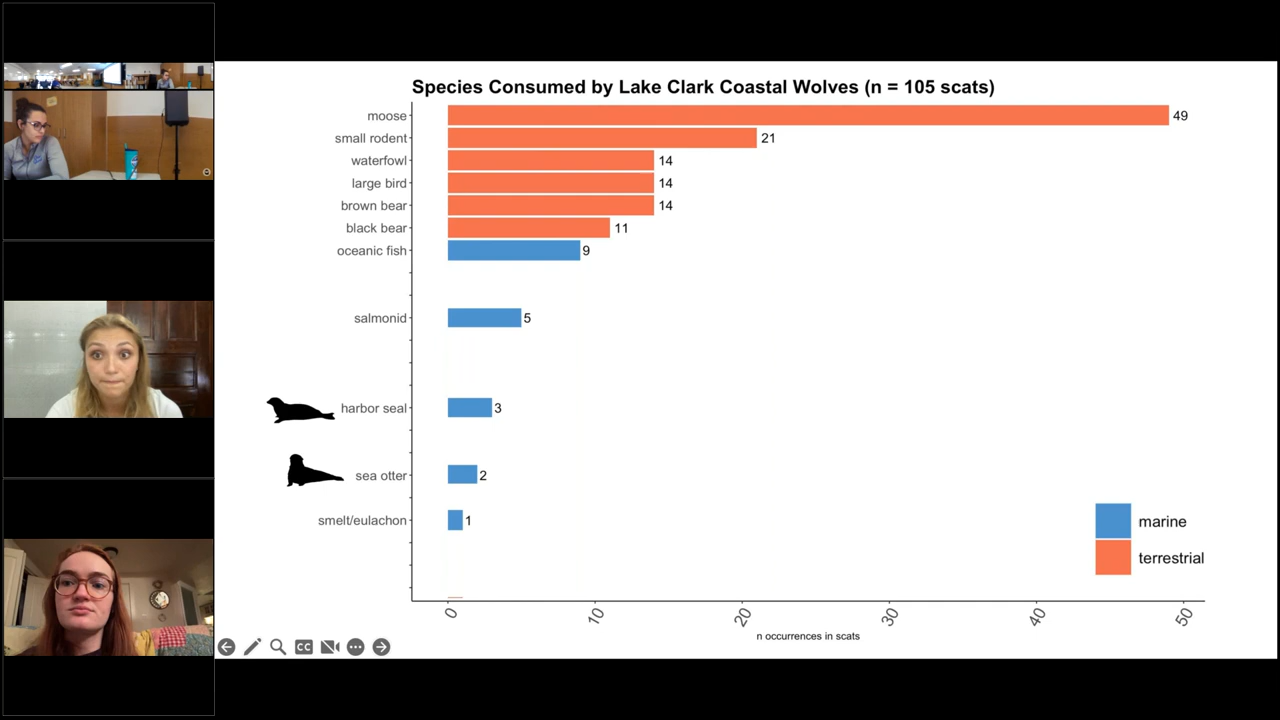 Species Consumed by Lake Clark Coastal Wolves (n = 105 scats)
moose 49
small rodent 21
waterfowl 14
large bird 14
brown bear 14
black bear 11
oceanic fish 9
salmonid 5
harbor seal 3
sea otter 2
smelt/eulachon 1
marine
terrestrial
0 10 20 30 40 50
n occurrences in scats
CC